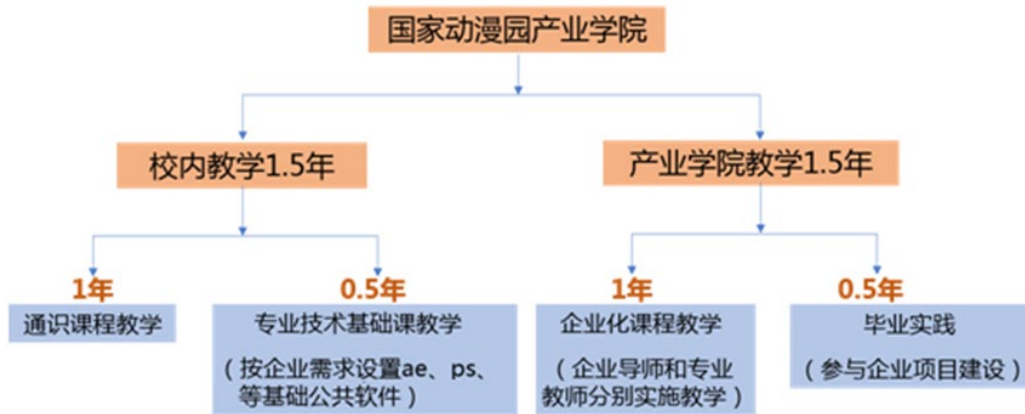 国家动漫园产业学院
校内教学1.5年
产业学院教学1.5年
1年
0.5年
1年
0.5年
通识课程教学
专业技术基础课教学
（按企业需求设置ae、ps、
等基础公共软件）
企业化课程教学
（企业导师和专业
教师分别实施教学）
毕业实践
（参与企业项目建设）